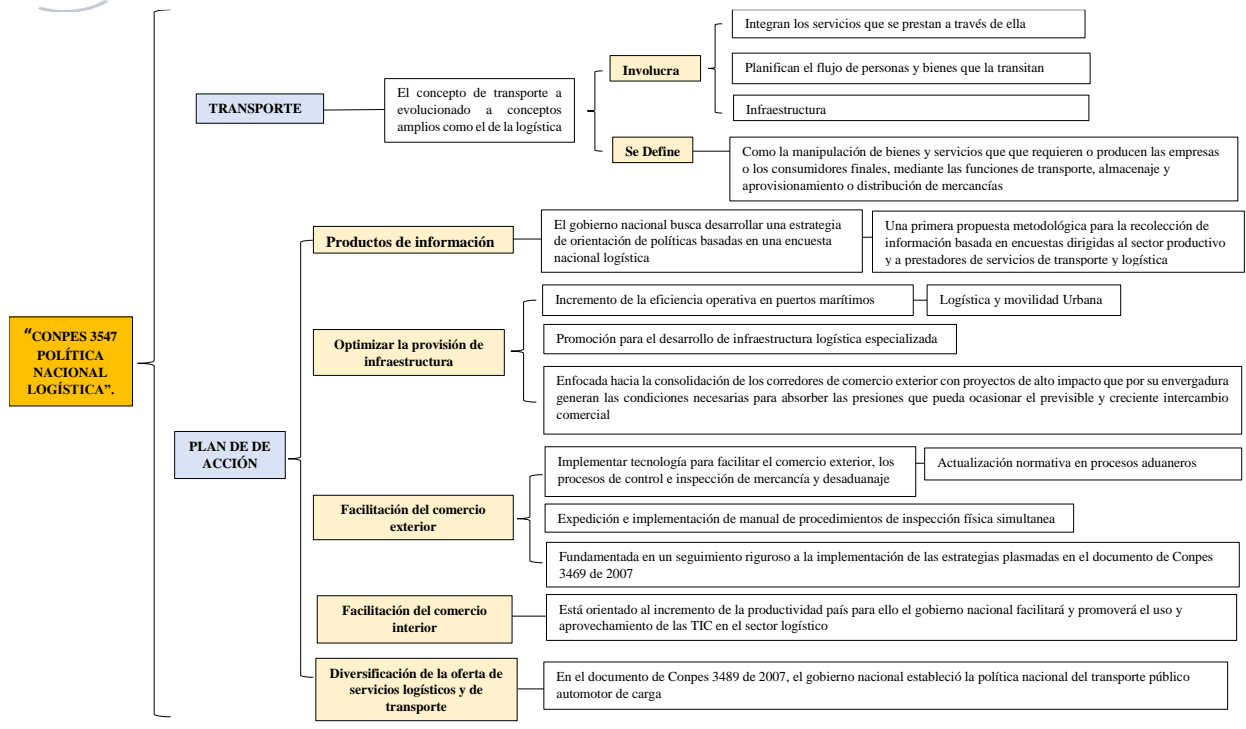 “CONPES 3547
POLÍTICA
NACIONAL
LOGÍSTICA”.
TRANSPORTE
El concepto de transporte a
evolucionado a conceptos
amplios como el de la logística
Involucra
Integran los servicios que se prestan a través de ella
Planifican el flujo de personas y bienes que la transitan
Infraestructura
Se Define
Como la manipulación de bienes y servicios que que requieren o producen las empresas
o los consumidores finales, mediante las funciones de transporte, almacenaje y
aprovisionamiento o distribución de mercancías
PLAN DE DE
ACCIÓN
Productos de información
El gobierno nacional busca desarrollar una estrategia
de orientación de políticas basadas en una encuesta
nacional logística
Una primera propuesta metodológica para la recolección de
información basada en encuestas dirigidas al sector productivo
y a prestadores de servicios de transporte y logística
Optimizar la provisión de
infraestructura
Incremento de la eficiencia operativa en puertos marítimos
Logística y movilidad Urbana
Promoción para el desarrollo de infraestructura logística especializada
Enfocada hacia la consolidación de los corredores de comercio exterior con proyectos de alto impacto que por su envergadura
generan las condiciones necesarias para absorber las presiones que pueda ocasionar el previsible y creciente intercambio
comercial
Facilitación del comercio
exterior
Implementar tecnología para facilitar el comercio exterior, los
procesos de control e inspección de mercancía y desaduanaje
Actualización normativa en procesos aduaneros
Expedición e implementación de manual de procedimientos de inspección física simultanea
Fundamentada en un seguimiento riguroso a la implementación de las estrategias plasmadas en el documento de Conpes
3469 de 2007
Facilitación del comercio
interior
Está orientado al incremento de la productividad país para ello el gobierno nacional facilitará y promoverá el uso y
aprovechamiento de las TIC en el sector logístico
Diversificación de la oferta de
servicios logísticos y de
transporte
En el documento de Conpes 3489 de 2007, el gobierno nacional estableció la política nacional del transporte público
automotor de carga